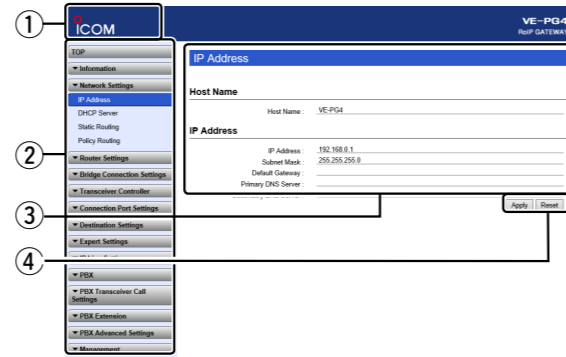 ①
ICOM
VE-PG4
RoIP GATEWAY
②
TOP
▼ Information
▼ Network Settings
IP Address
DHCP Server
Static Routing
Policy Routing
▼ Router Settings
▼ Bridge Connection Settings
▼ Transceiver Controller
▼ Connection Port Settings
▼ Destination Settings
▼ Expert Settings
▼ PBX
▼ PBX Transceiver Call Settings
▼ PBX Extension
▼ PBX Advanced Settings
▼ Management
③
IP Address
Host Name
Host Name : VE-PG4
IP Address
IP Address : 192.168.0.1
Subnet Mask : 255.255.255.0
Default Gateway :
Primary DNS Server :
④
Apply Reset